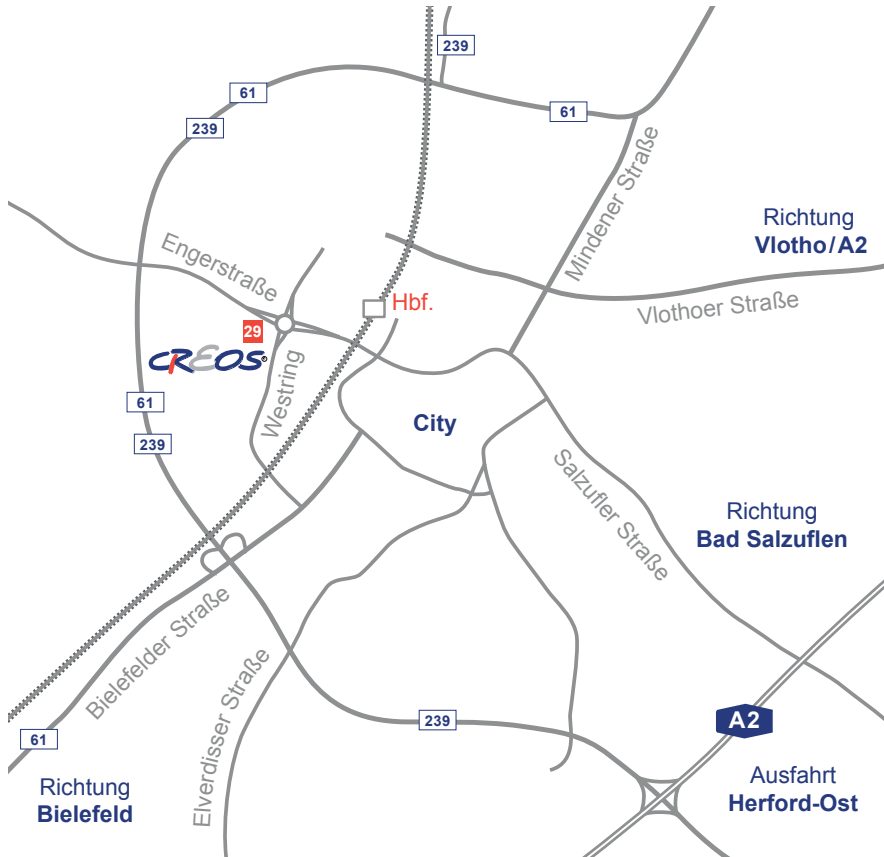 239
61
239
61
Mindener Straße
Richtung
Vlotho/A2
Engerstraße
Hbf.
Vlothoer Straße
29
CREOS
Westring
61
City
239
Salzufler Straße
Richtung
Bad Salzuflen
Bielefelder Straße
Elverdisser Straße
239
A2
61
Richtung
Bielefeld
Ausfahrt
Herford-Ost